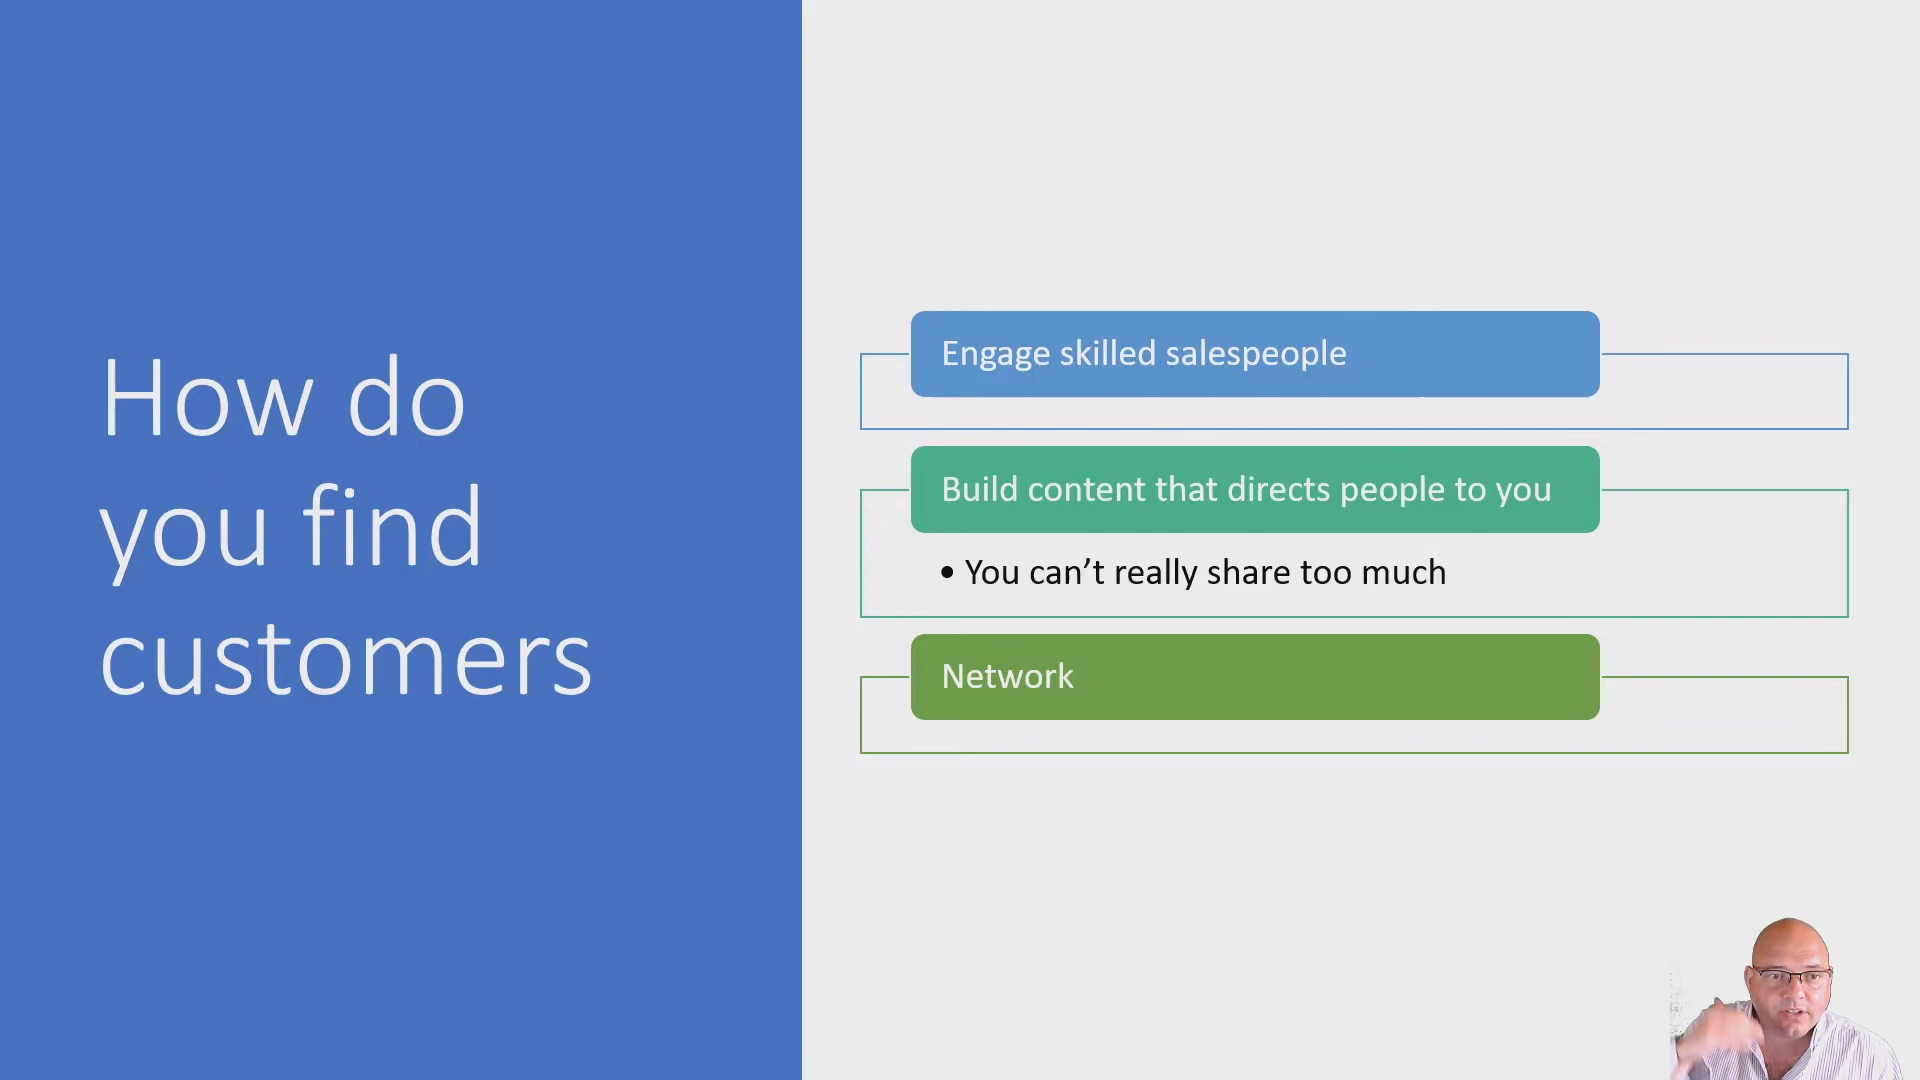 How do
you find
customers
Engage skilled salespeople
Build content that directs people to you
• You can’t really share too much
Network